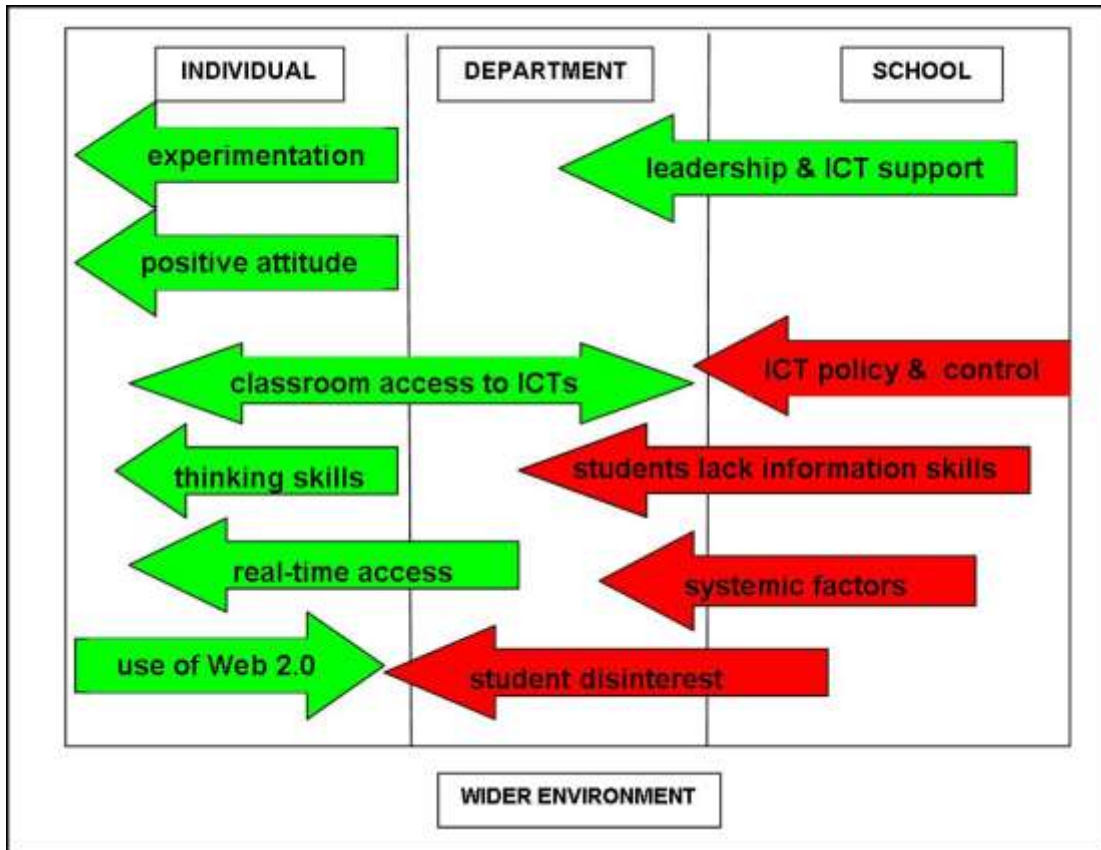 INDIVIDUAL
DEPARTMENT
SCHOOL
experimentation
leadership & ICT support
positive attitude
classroom access to ICTs
ICT policy & control
thinking skills
students lack information skills
real-time access
systemic factors
use of Web 2.0
student disinterest
WIDER ENVIRONMENT